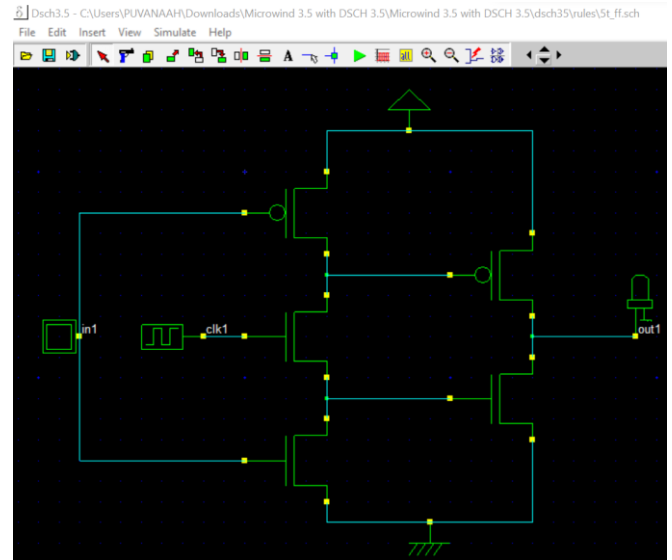 Dsch3.5 - C:\Users\PUVANAAH\Downloads\Microwind 3.5 with DSCH 3.5\Microwind 3.5 with DSCH 3.5\dsch35\rules\5t_ff.sch
File Edit Insert View Simulate Help
A all
in1 clk1 out1